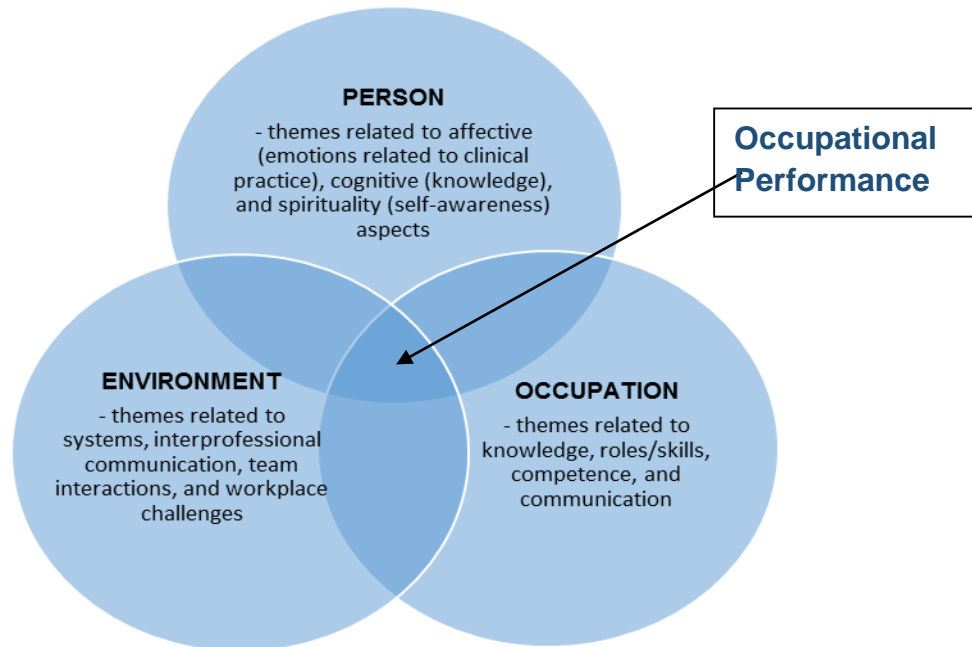 PERSON
- themes related to affective
(emotions related to clinical
practice), cognitive (knowledge),
and spirituality (self-awareness)
aspects
Occupational
Performance
ENVIRONMENT
- themes related to
systems, interprofessional
communication, team
interactions, and workplace
challenges
OCCUPATION
- themes related to
knowledge, roles/skills,
competence, and
communication